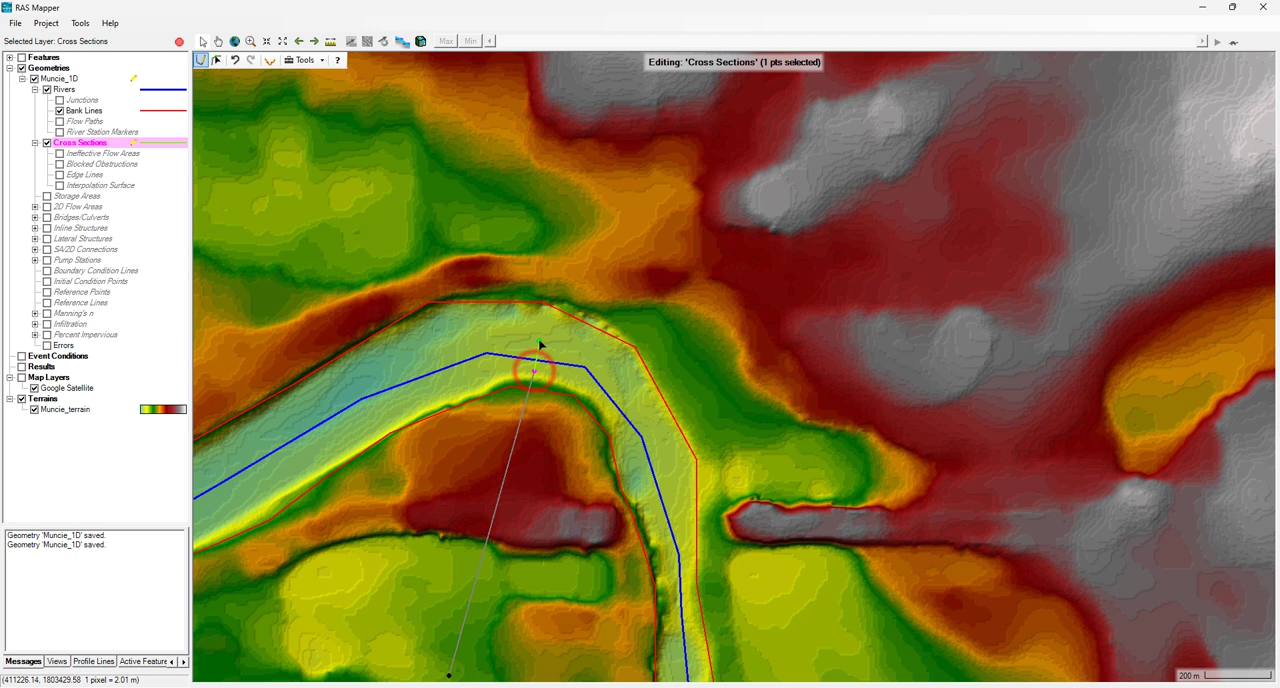 RAS Mapper
File Project Tools Help
Selected Layer: Cross Sections
Max Min
Features
Geometries
Muncie_1D
Rivers
Junctions
Bank Lines
Flow Paths
River Station Markers
Cross Sections
Ineffective Flow Areas
Blocked Obstructions
Edge Lines
Interpolation Surface
Storage Areas
2D Flow Areas
Bridges/Culverts
Inline Structures
Lateral Structures
SA/2D Connections
Pump Stations
Boundary Condition Lines
Initial Condition Points
Reference Points
Reference Lines
Manning's n
Infiltration
Percent Impervious
Errors
Event Conditions
Results
Map Layers
Google Satellite
Terrains
Muncie_terrain
Tools ?
Editing: 'Cross Sections' (1 pts selected)
Geometry 'Muncie_1D' saved.
Geometry 'Muncie_1D' saved.
Messages Views Profile Lines Active Feature
(411226.14, 1803429.58 1 pixel = 2.01 m)
200 m